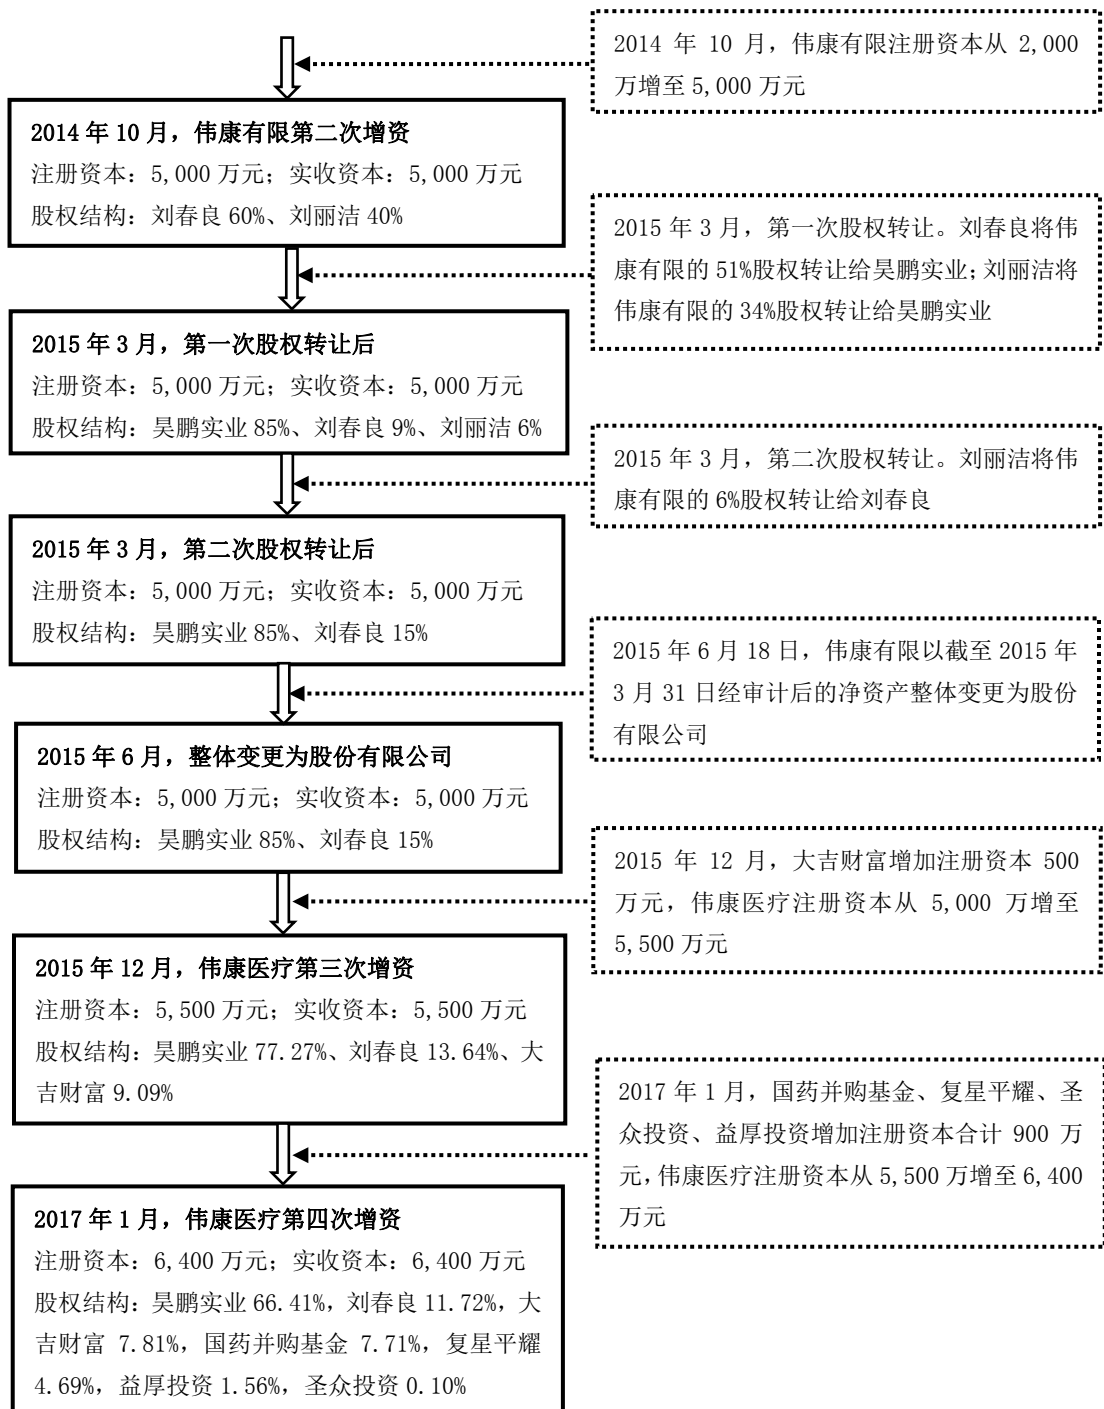 2014 年 10 月，伟康有限注册资本从 2,000
万增至 5,000 万元
2014 年 10 月，伟康有限第二次增资
注册资本：5,000 万元；实收资本：5,000 万元
股权结构：刘春良 60%、刘丽洁 40%
2015 年 3 月，第一次股权转让。刘春良将伟
康有限的 51%股权转让给昊鹏实业；刘丽洁将
伟康有限的 34%股权转让给昊鹏实业
2015 年 3 月，第一次股权转让后
注册资本：5,000 万元；实收资本：5,000 万元
股权结构：昊鹏实业 85%、刘春良 9%、刘丽洁 6%
2015 年 3 月，第二次股权转让。刘丽洁将伟
康有限的 6%股权转让给刘春良
2015 年 3 月，第二次股权转让后
注册资本：5,000 万元；实收资本：5,000 万元
股权结构：昊鹏实业 85%、刘春良 15%
2015 年 6 月 18 日，伟康有限以截至 2015 年
3 月 31 日经审计后的净资产整体变更为股份
有限公司
2015 年 6 月，整体变更为股份有限公司
注册资本：5,000 万元；实收资本：5,000 万元
股权结构：昊鹏实业 85%、刘春良 15%
2015 年 12 月，大吉财富增加注册资本 500
万元，伟康医疗注册资本从 5,000 万增至
5,500 万元
2015 年 12 月，伟康医疗第三次增资
注册资本：5,500 万元；实收资本：5,500 万元
股权结构：昊鹏实业 77.27%、刘春良 13.64%、大
吉财富 9.09%
2017 年 1 月，国药并购基金、复星平耀、圣
众投资、益厚投资增加注册资本合计 900 万
元，伟康医疗注册资本从 5,500 万增至 6,400
万元
2017 年 1 月，伟康医疗第四次增资
注册资本：6,400 万元；实收资本：6,400 万元
股权结构：昊鹏实业 66.41%，刘春良 11.72%，大
吉财富 7.81%，国药并购基金 7.71%，复星平耀
4.69%，益厚投资 1.56%，圣众投资 0.10%